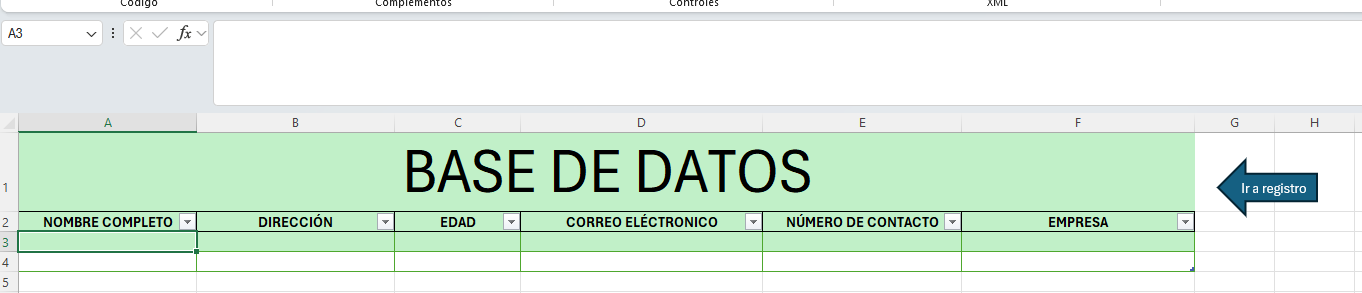 Código Complementos Controles XML
A3 fx
A B C D E F G H
1 BASE DE DATOS Ir a registro
2 NOMBRE COMPLETO DIRECCIÓN EDAD CORREO ELÉCTRONICO NÚMERO DE CONTACTO EMPRESA
3
4
5